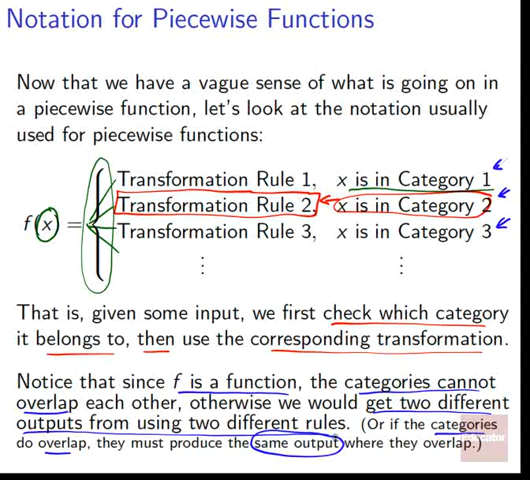 Notation for Piecewise Functions
Now that we have a vague sense of what is going on in
a piecewise function, let's look at the notation usually
used for piecewise functions:
Transformation Rule 1, x is in Category 1
f(x) = { Transformation Rule 2, x is in Category 2
Transformation Rule 3, x is in Category 3
⋮ ⋮
That is, given some input, we first check which category
it belongs to, then use the corresponding transformation.
Notice that since f is a function, the categories cannot
overlap each other, otherwise we would get two different
outputs from using two different rules. (Or if the categories
do overlap, they must produce the same output where they overlap.)